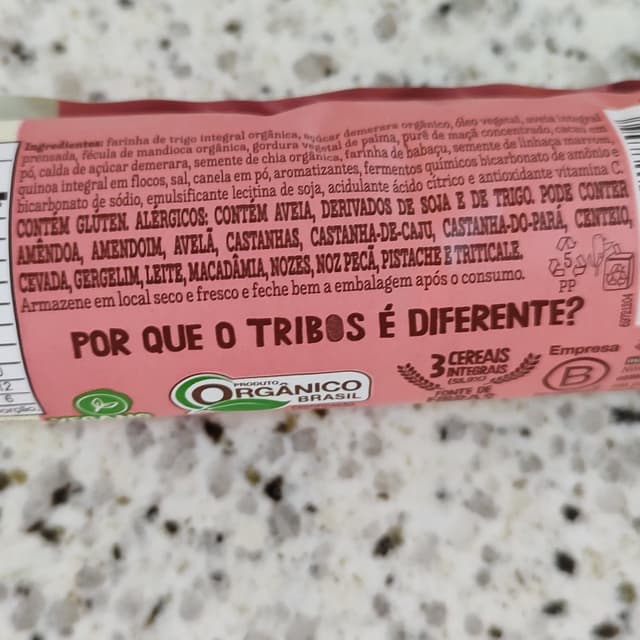 Ingredientes: farinha de trigo integral orgânica, açúcar demerara orgânico, óleo vegetal, aveia integral
prensada, fécula de mandioca orgânica, gordura vegetal de palma, purê de maçã concentrado, cacau em
pó, calda de açúcar demerara, semente de chia orgânica, farinha de babaçu, semente de linhaça marrom,
quinoa integral em flocos, sal, canela em pó, aromatizantes, fermentos químicos bicarbonato de amônio e
bicarbonato de sódio, emulsificante lecitina de soja, acidulante ácido cítrico e antioxidante vitamina C.
CONTÉM GLÚTEN. ALÉRGICOS: CONTÉM AVEIA, DERIVADOS DE SOJA E DE TRIGO. PODE CONTER
AMÊNDOA, AMENDOIM, AVELÃ, CASTANHAS, CASTANHA-DE-CAJU, CASTANHA-DO-PARÁ, CENTEIO,
CEVADA, GERGELIM, LEITE, MACADÂMIA, NOZES, NOZ PECÃ, PISTACHE E TRITICALE.
Armazene em local seco e fresco e feche bem a embalagem após o consumo.
5
PP
POR QUE O TRIBOS É DIFERENTE?
PRODUTO
ORGÂNICO
BRASIL
3 CEREAIS
INTEGRAIS
FONTE DE
Empresa
B
12
6